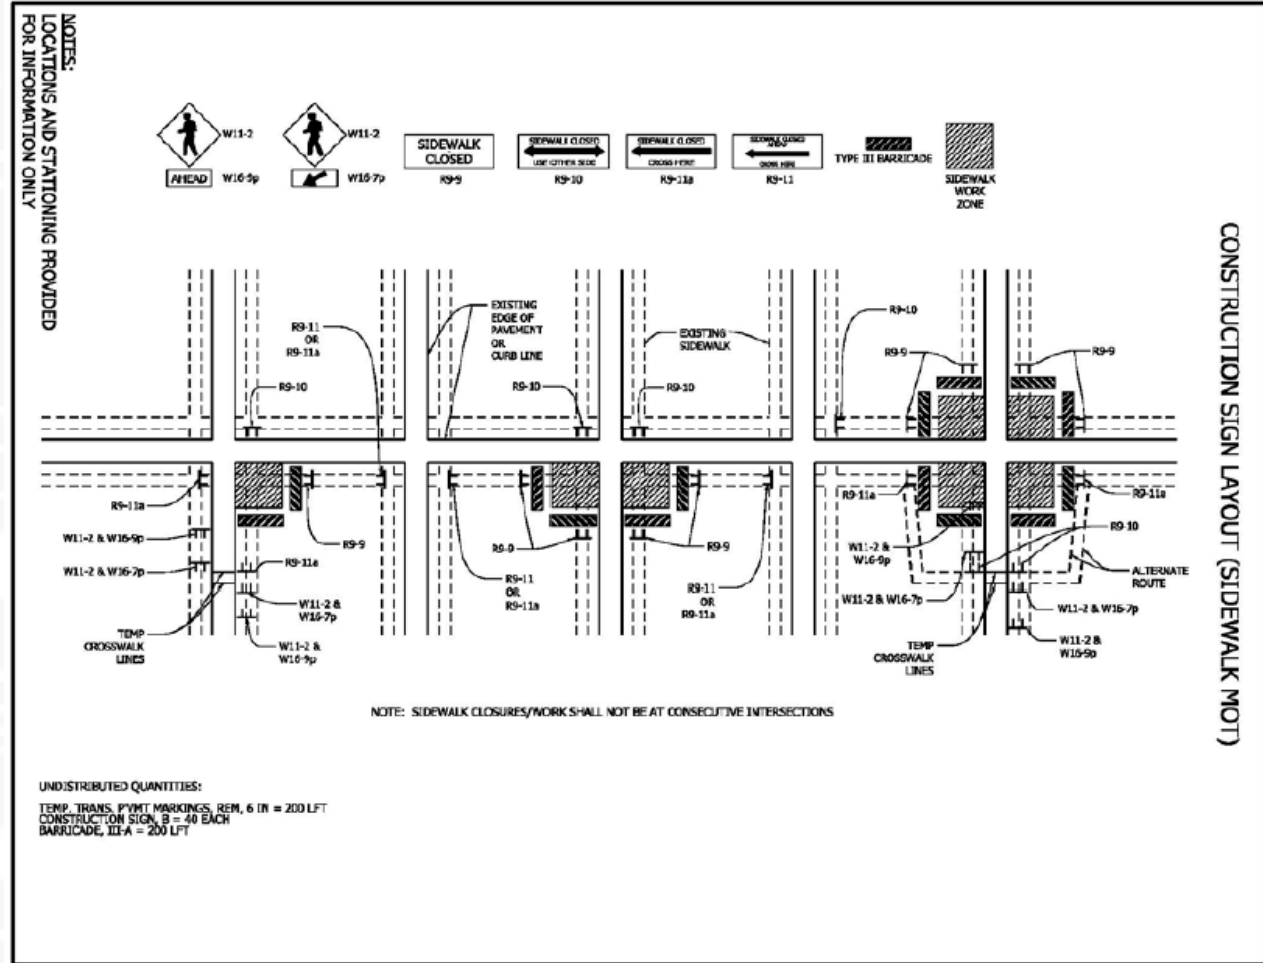 NOTES:
LOCATIONS AND STATIONING PROVIDED
FOR INFORMATION ONLY
CONSTRUCTION SIGN LAYOUT (SIDEWALK MOT)
W11-2
AHEAD
W16-9p
W11-2
W16-7p
SIDEWALK
CLOSED
R9-9
SIDEWALK CLOSED
USE OTHER SIDE
R9-10
SIDEWALK CLOSED
CROSS HERE
R9-11a
SIDEWALK CLOSED
AHEAD
CROSS HERE
R9-11
TYPE III BARRICADE
SIDEWALK
WORK
ZONE
R9-11
OR
R9-11a
EXISTING
EDGE OF
PAVEMENT
OR
CURB LINE
EXISTING
SIDEWALK
R9-10
R9-9
R9-9
R9-10
R9-10
R9-10
R9-11a
W11-2 & W16-9p
W11-2 & W16-7p
TEMP
CROSSWALK
LINES
R9-11a
W11-2 &
W16-7p
W11-2 &
W16-9p
R9-9
R9-9
R9-11
OR
R9-11a
R9-9
R9-11
OR
R9-11a
R9-11a
W11-2 &
W16-9p
W11-2 & W16-7p
TEMP
CROSSWALK
LINES
R9-11a
R9-10
ALTERNATE
ROUTE
W11-2 & W16-7p
W11-2 &
W16-9p
NOTE: SIDEWALK CLOSURES/WORK SHALL NOT BE AT CONSECUTIVE INTERSECTIONS
UNDISTRIBUTED QUANTITIES:
TEMP. TRANS. PVMT MARKINGS, REM, 6 IN = 200 LFT
CONSTRUCTION SIGN, B = 40 EACH
BARRICADE, III-A = 200 LFT